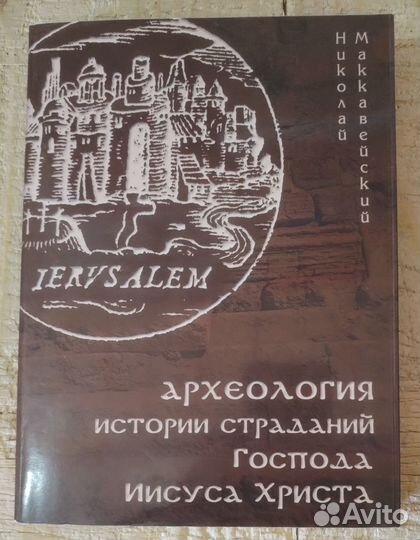 Николай
Маккавейский
IERVSALEM
АРХЕОЛОГИЯ
ИСТОРИИ СТРАДАНИЙ
ГОСПОДА
ИИСУСА ХРИСТА
Avito